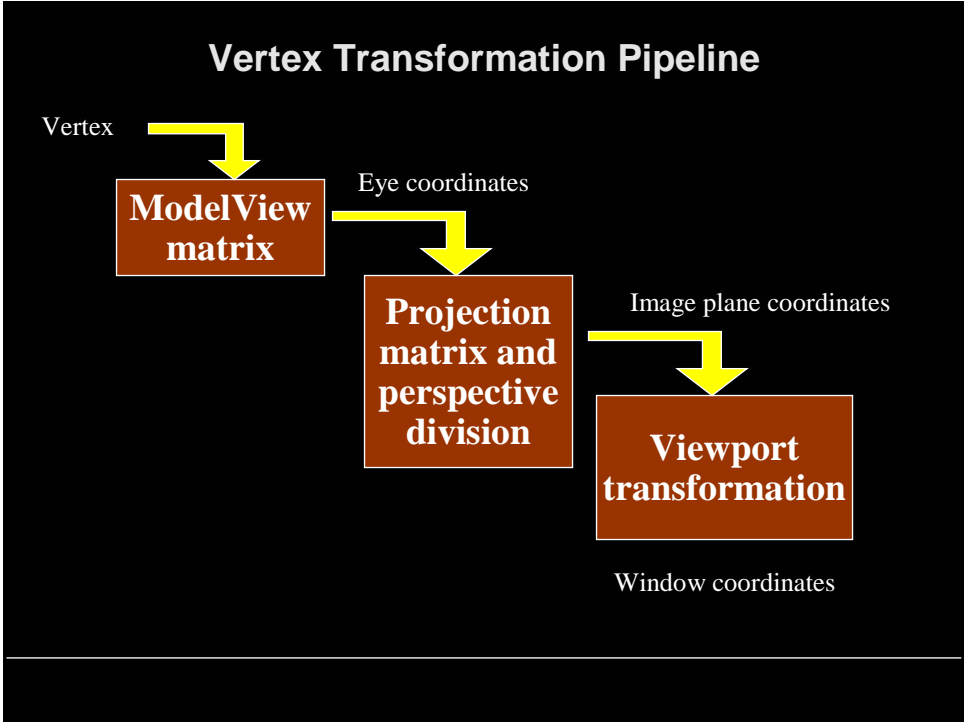 Vertex Transformation Pipeline
Vertex
Eye coordinates
ModelView
matrix
Image plane coordinates
Projection
matrix and
perspective
division
Viewport
transformation
Window coordinates